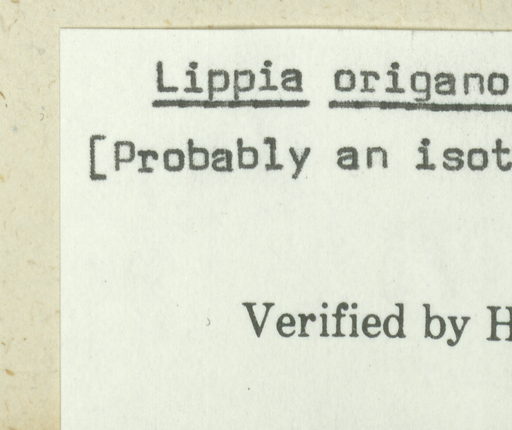 Lippia origano
[Probably an isot
Verified by H